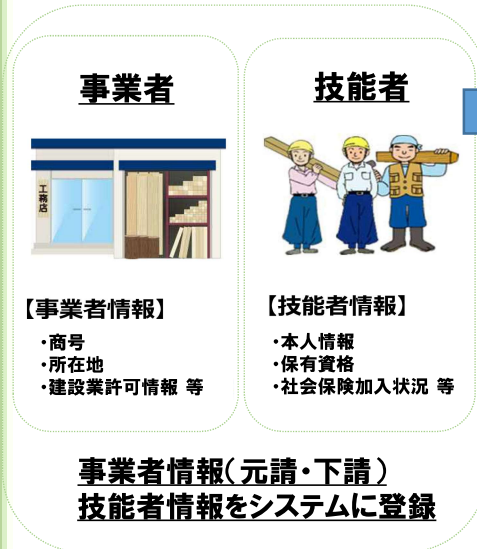 事業者
工務店
【事業者情報】
・商号
・所在地
・建設業許可情報 等
技能者
【技能者情報】
・本人情報
・保有資格
・社会保険加入状況 等
事業者情報(元請・下請)
技能者情報をシステムに登録